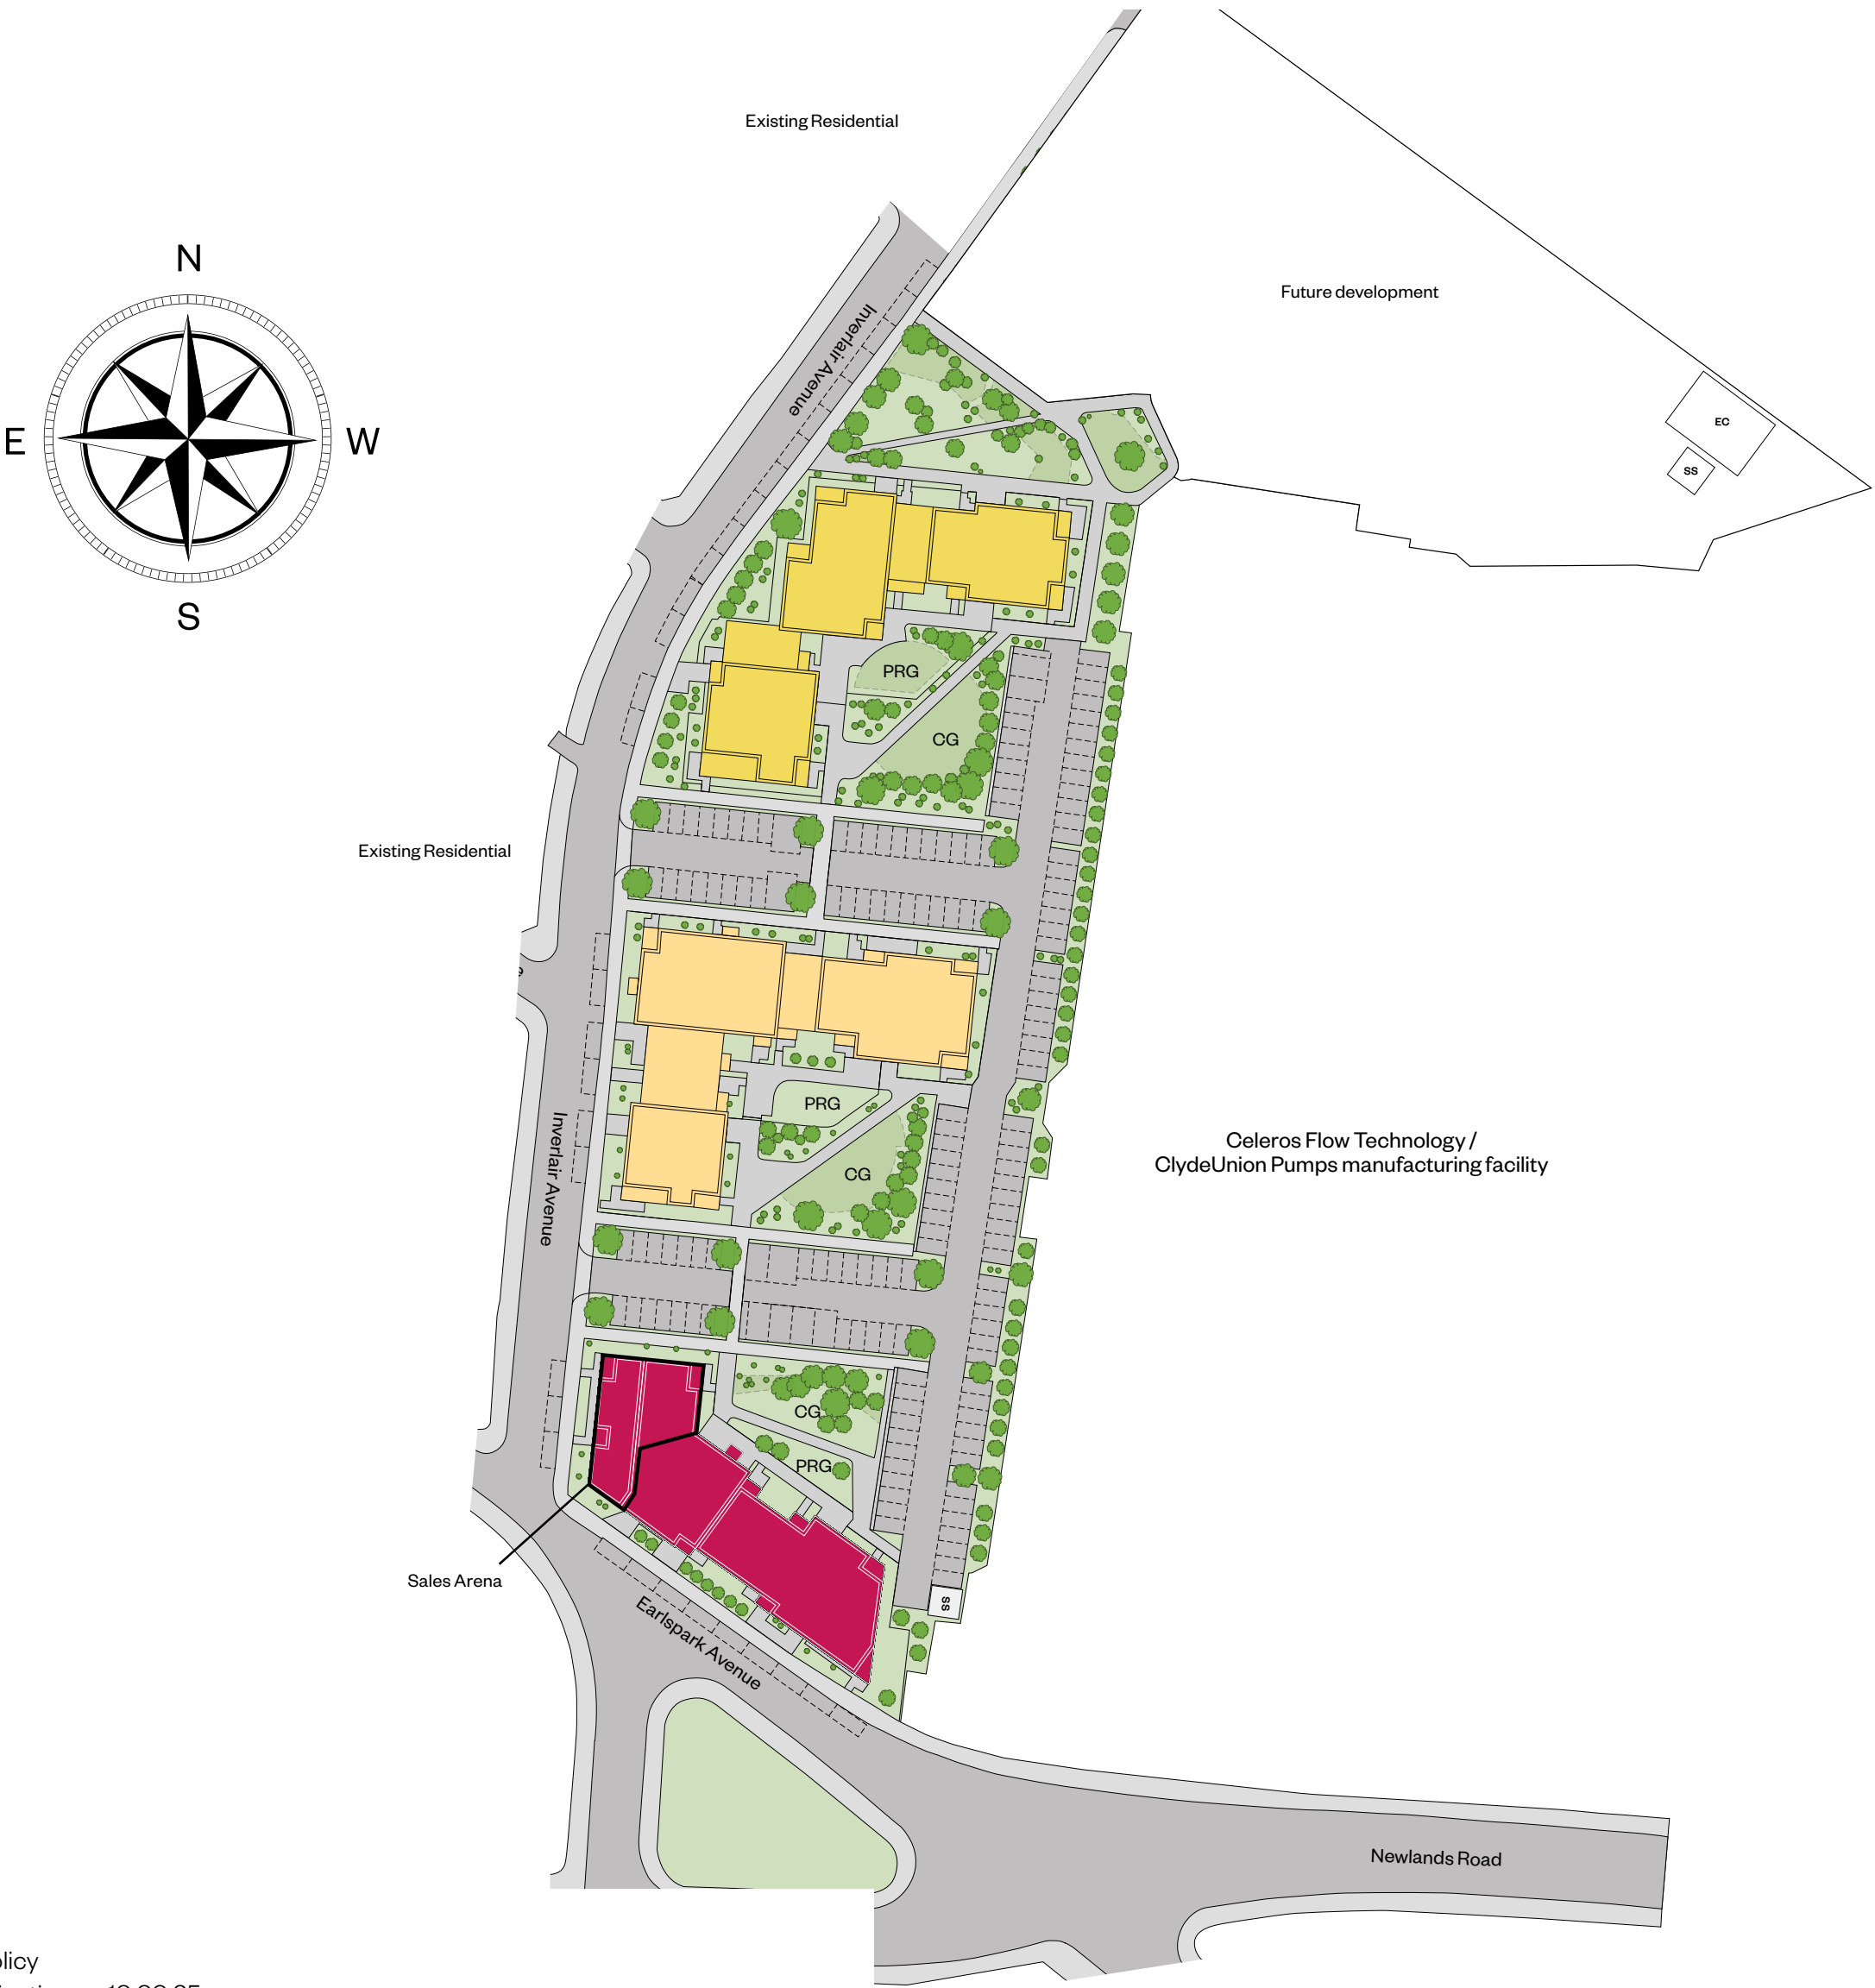 Existing Residential
N
E
W
S
Future development
EC
SS
Inverlair Avenue
PRG
CG
Existing Residential
PRG
CG
Inverlair Avenue
Celeros Flow Technology /
ClydeUnion Pumps manufacturing facility
CG
PRG
Sales Arena
SS
Earlspark Avenue
Newlands Road
olicy